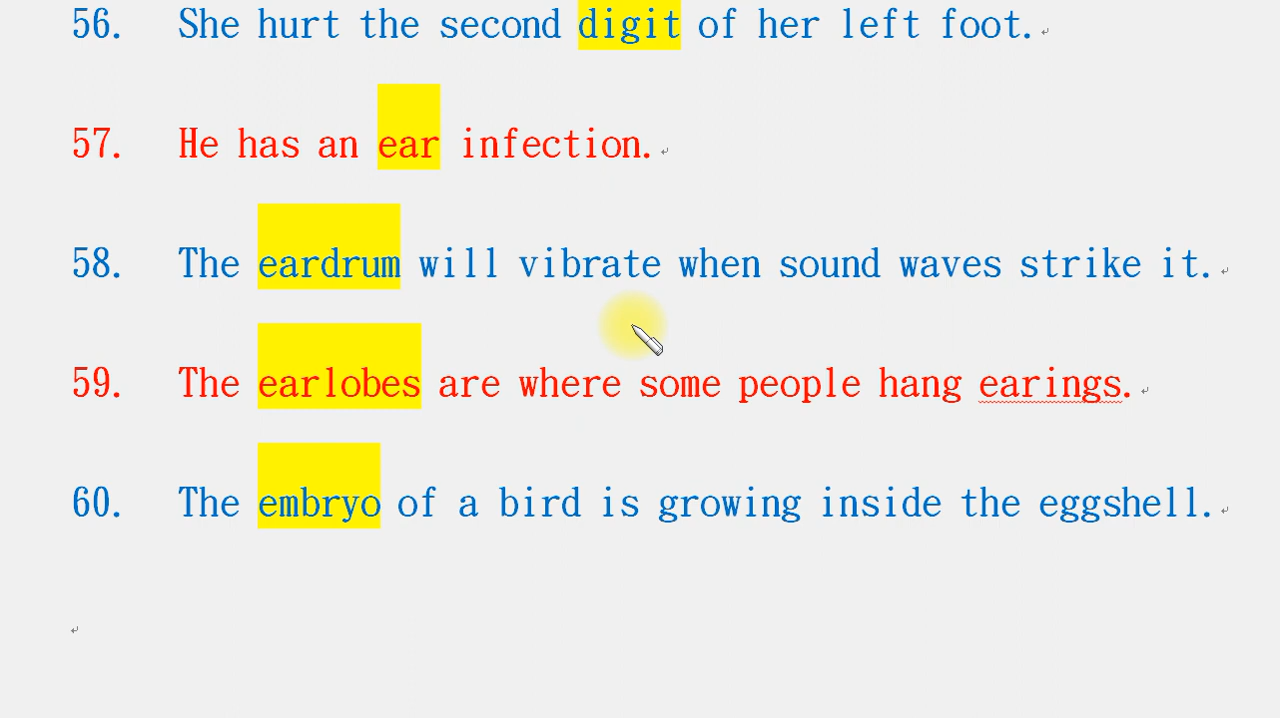 56. She hurt the second digit of her left foot.
57. He has an ear infection.
58. The eardrum will vibrate when sound waves strike it.
59. The earlobes are where some people hang earings.
60. The embryo of a bird is growing inside the eggshell.